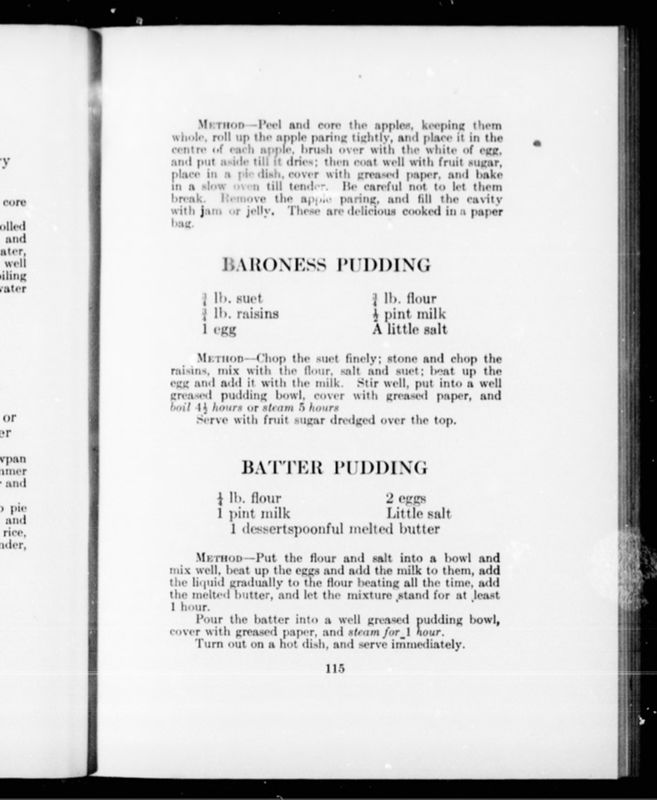 ry
core
olled
and
ater,
well
oiling
vater
or
er
wpan
mmer
and
o pie
and
rice,
nder,
METHOD—Peel and core the apples, keeping them
whole, roll up the apple paring tightly, and place it in the
centre of each apple, brush over with the white of egg,
and put aside till it dries; then coat well with fruit sugar,
place in a pie dish, cover with greased paper, and bake
in a slow oven till tender. Be careful not to let them
break. Remove the apple paring, and fill the cavity
with jam or jelly. These are delicious cooked in a paper
bag.
BARONESS PUDDING
¾ lb. suet ¾ lb. flour
¾ lb. raisins ½ pint milk
1 egg A little salt
METHOD—Chop the suet finely; stone and chop the
raisins, mix with the flour, salt and suet; beat up the
egg and add it with the milk. Stir well, put into a well
greased pudding bowl, cover with greased paper, and
boil 4½ hours or steam 5 hours
Serve with fruit sugar dredged over the top.
BATTER PUDDING
½ lb. flour 2 eggs
1 pint milk Little salt
1 dessertspoonful melted butter
METHOD—Put the flour and salt into a bowl and
mix well, beat up the eggs and add the milk to them, add
the liquid gradually to the flour beating all the time, add
the melted butter, and let the mixture stand for at least
1 hour.
Pour the batter into a well greased pudding bowl,
cover with greased paper, and steam for 1 hour.
Turn out on a hot dish, and serve immediately.
115